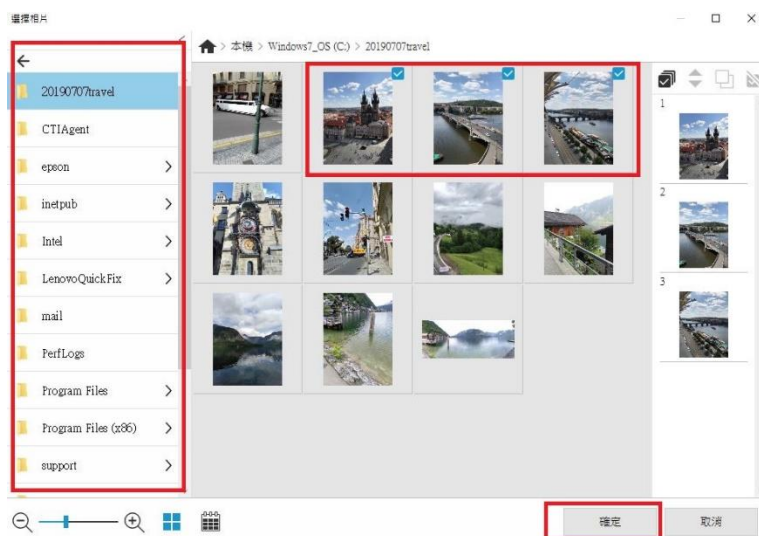 選擇相片
本機 > Windows7_OS (C:) > 20190707travel
20190707travel
CTIAgent
epson
inetpub
Intel
LenovoQuickFix
mail
PerfLogs
Program Files
Program Files (x86)
support
1
2
3
確定
取消